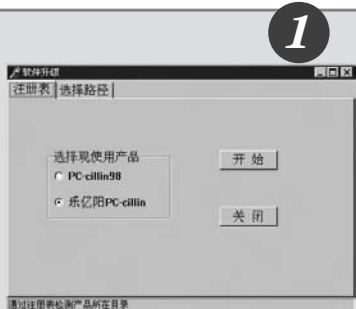 1
软件升级
注册表 选择路径
选择现使用产品
PC-cillin98
开始
乐亿阳PC-cillin
关闭
通过注册表检测产品所在目录